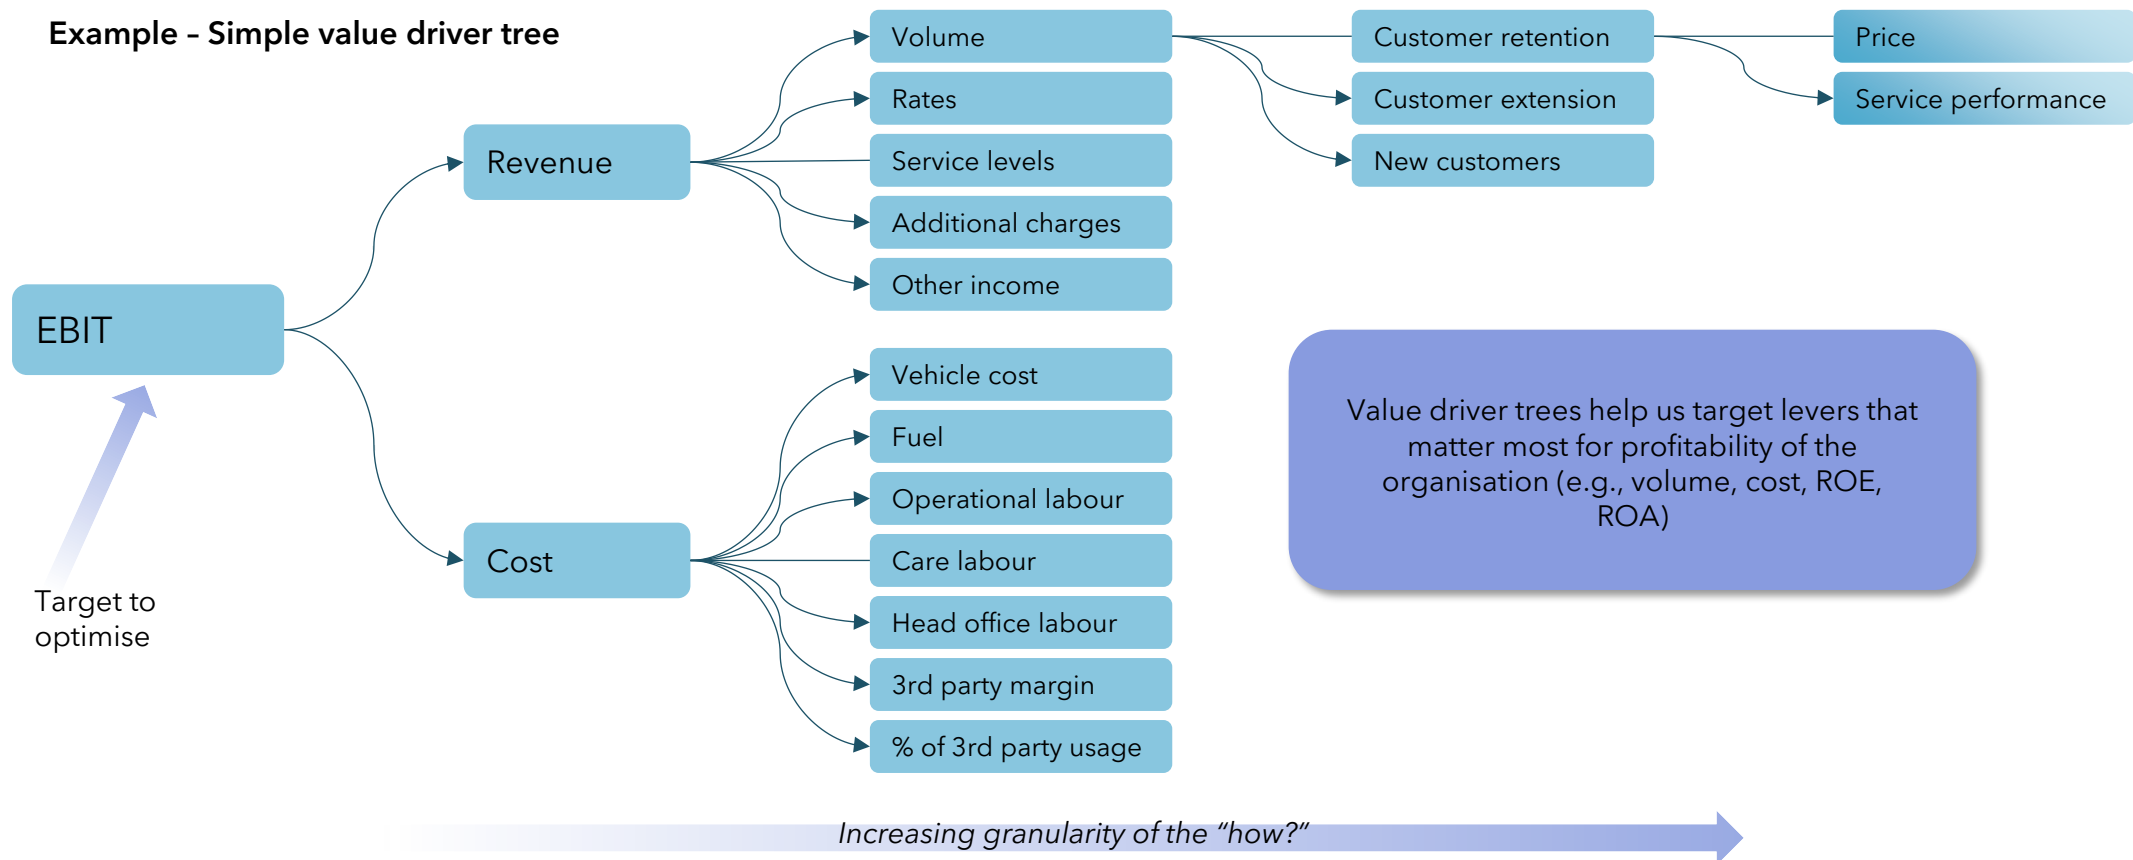 Example – Simple value driver tree
EBIT
Target to
optimise
Revenue
Cost
Volume
Rates
Service levels
Additional charges
Other income
Vehicle cost
Fuel
Operational labour
Care labour
Head office labour
3rd party margin
% of 3rd party usage
Customer retention
Customer extension
New customers
Price
Service performance
Value driver trees help us target levers that
matter most for profitability of the
organisation (e.g., volume, cost, ROE,
ROA)
Increasing granularity of the “how?”